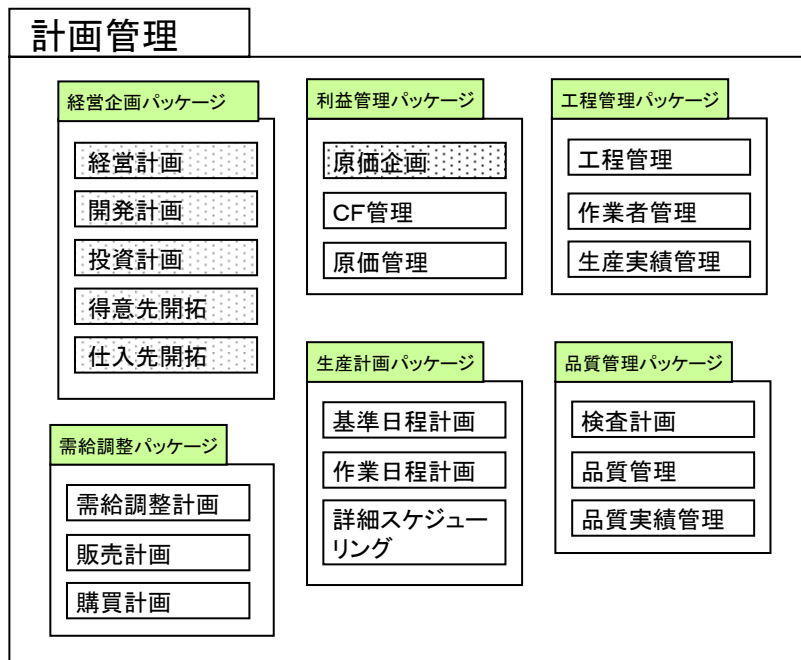 計画管理
経営企画パッケージ
経営計画
開発計画
投資計画
得意先開拓
仕入先開拓
利益管理パッケージ
原価企画
CF管理
原価管理
工程管理パッケージ
工程管理
作業者管理
生産実績管理
需給調整パッケージ
需給調整計画
販売計画
購買計画
生産計画パッケージ
基準日程計画
作業日程計画
詳細スケジュー
リング
品質管理パッケージ
検査計画
品質管理
品質実績管理